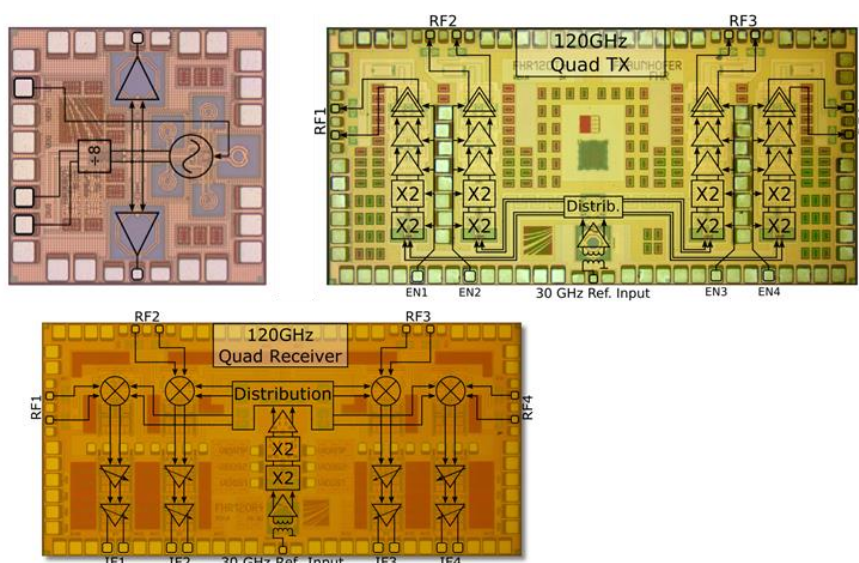 ÷8
RF2
RF3
120GHz
Quad TX
RF1
X2
X2
X2
X2
X2
X2
X2
X2
Distrib.
EN1
EN2
30 GHz Ref. Input
EN3
EN4
RF2
RF3
120GHz
Quad Receiver
RF1
Distribution
RF4
X2
X2
IF1
IF2
30 GHz Ref. Input
IF3
IF4